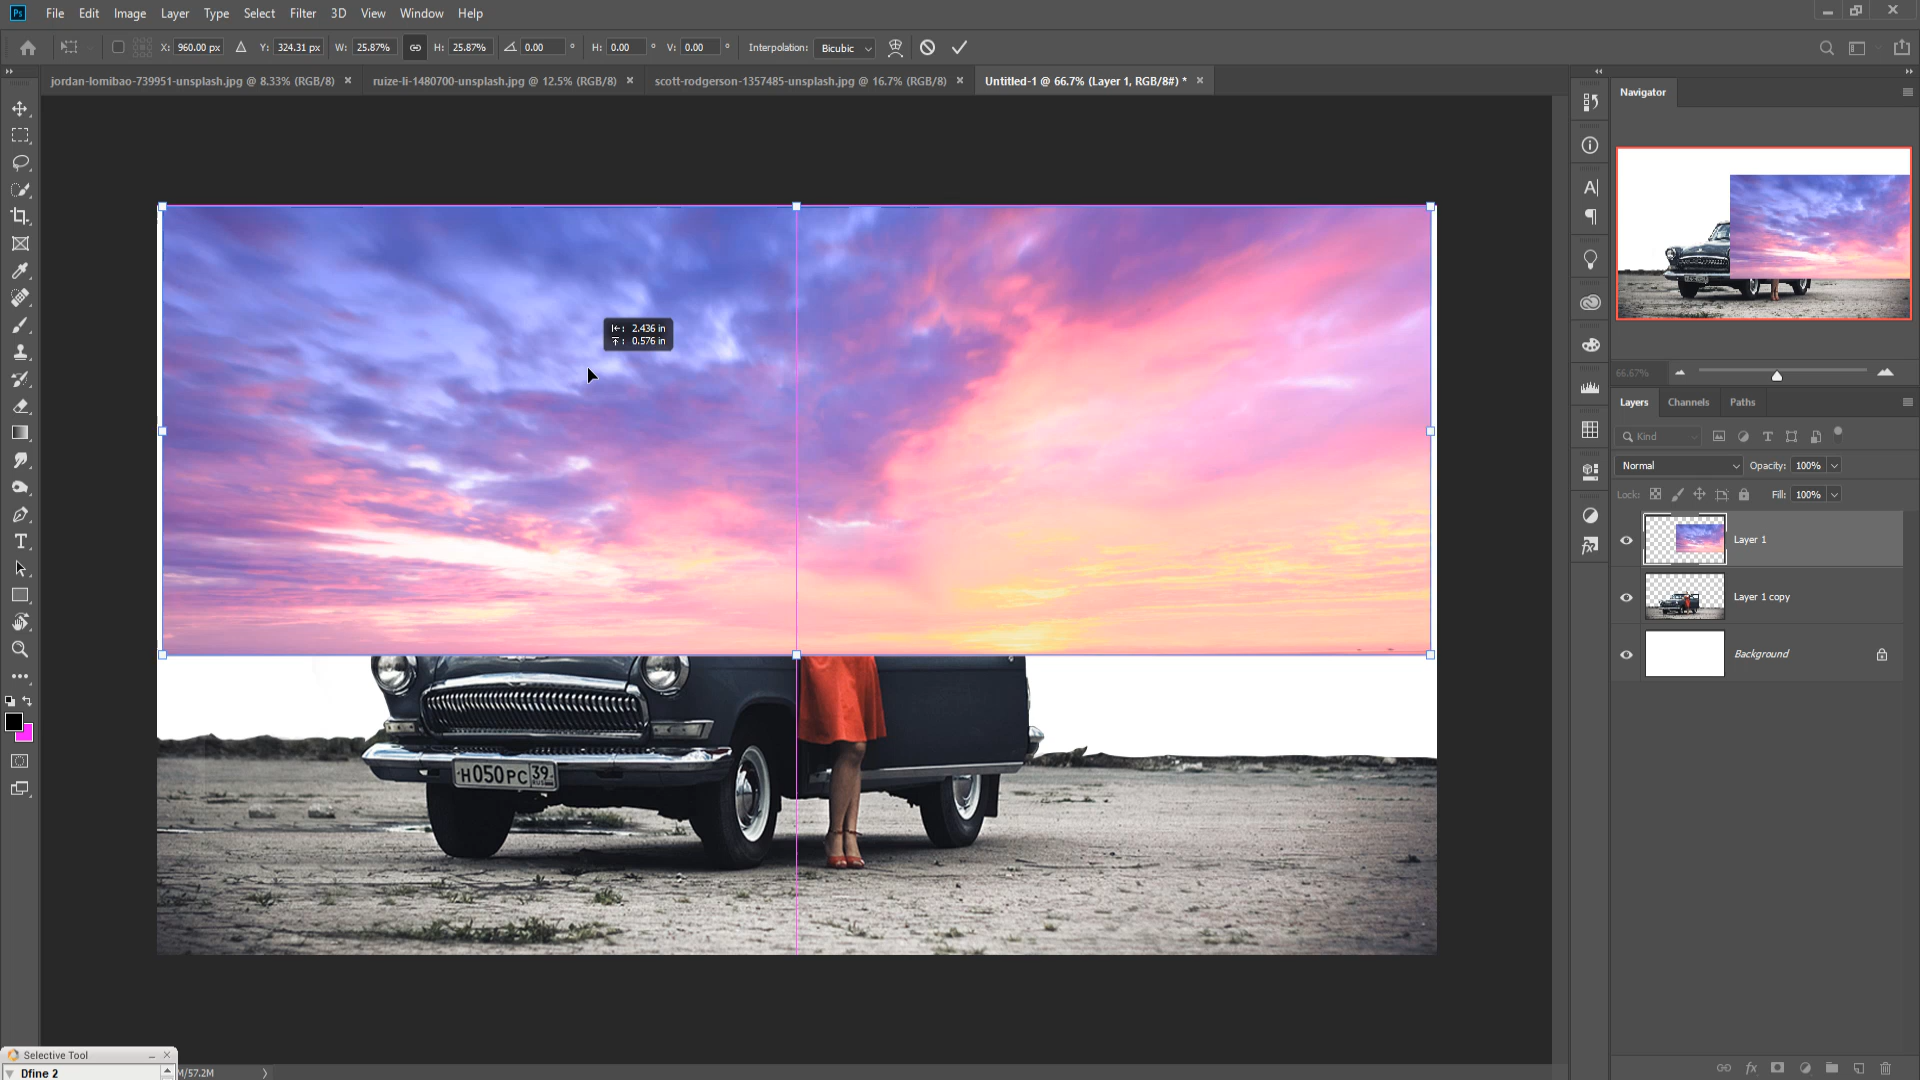 Ps File Edit Image Layer Type Select Filter 3D View Window Help
X: 960.00 px Y: 324.31 px W: 25.87% H: 25.87% 0.00 ° H: 0.00 ° V: 0.00 ° Interpolation: Bicubic
jordan-lomibao-739951-unsplash.jpg @ 8.33% (RGB/8) × ruize-li-1480700-unsplash.jpg @ 12.5% (RGB/8) × scott-rodgerson-1357485-unsplash.jpg @ 16.7% (RGB/8) × Untitled-1 @ 66.7% (Layer 1, RGB/8#) * ×
Navigator
2.436 in
0.576 in
66.67%
Layers Channels Paths
Kind
Normal Opacity: 100%
Lock: Fill: 100%
Layer 1
Layer 1 copy
Background
Н050РС 39
RUS
Selective Tool
Dfine 2
M/57.2M